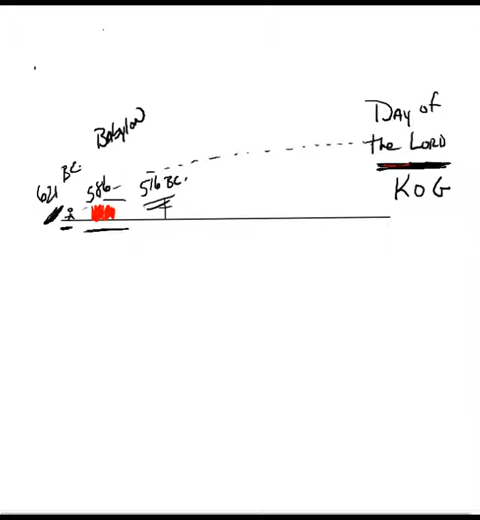 Babylon
Day of
the Lord
621 BC.
586-
516 BC.
KOG